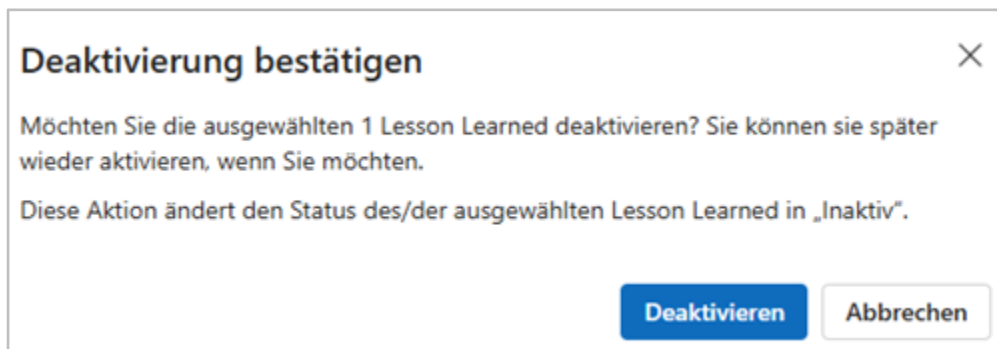 Deaktivierung bestätigen
Möchten Sie die ausgewählten 1 Lesson Learned deaktivieren? Sie können sie später
wieder aktivieren, wenn Sie möchten.
Diese Aktion ändert den Status des/der ausgewählten Lesson Learned in „Inaktiv“.
Deaktivieren
Abbrechen